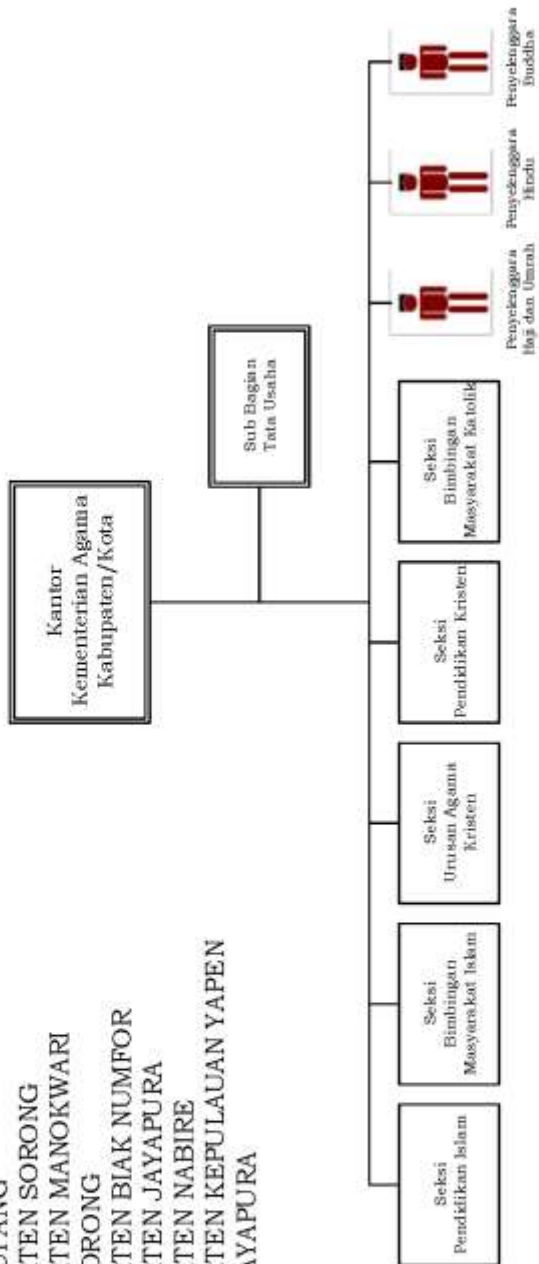 TEN SORONG
TEN MANOKWARI
ORONG
TEN BIAK NUMFOR
TEN JAYAPURA
TEN NABIRE
TEN KEPULAUAN YAPEN
AYAPURA
Kantor
Kementerian Agama
Kabupaten/Kota
Sub Bagian
Tata Usaha
Seksi
Pendidikan Islam
Seksi
Bimbingan
Masyarakat Islam
Seksi
Urusan Agama
Kristen
Seksi
Pendidikan Kristen
Seksi
Bimbingan
Masyarakat Katolik
Penyelenggara
Haji dan Umrah
Penyelenggara
Hindu
Penyelenggara
Buddha